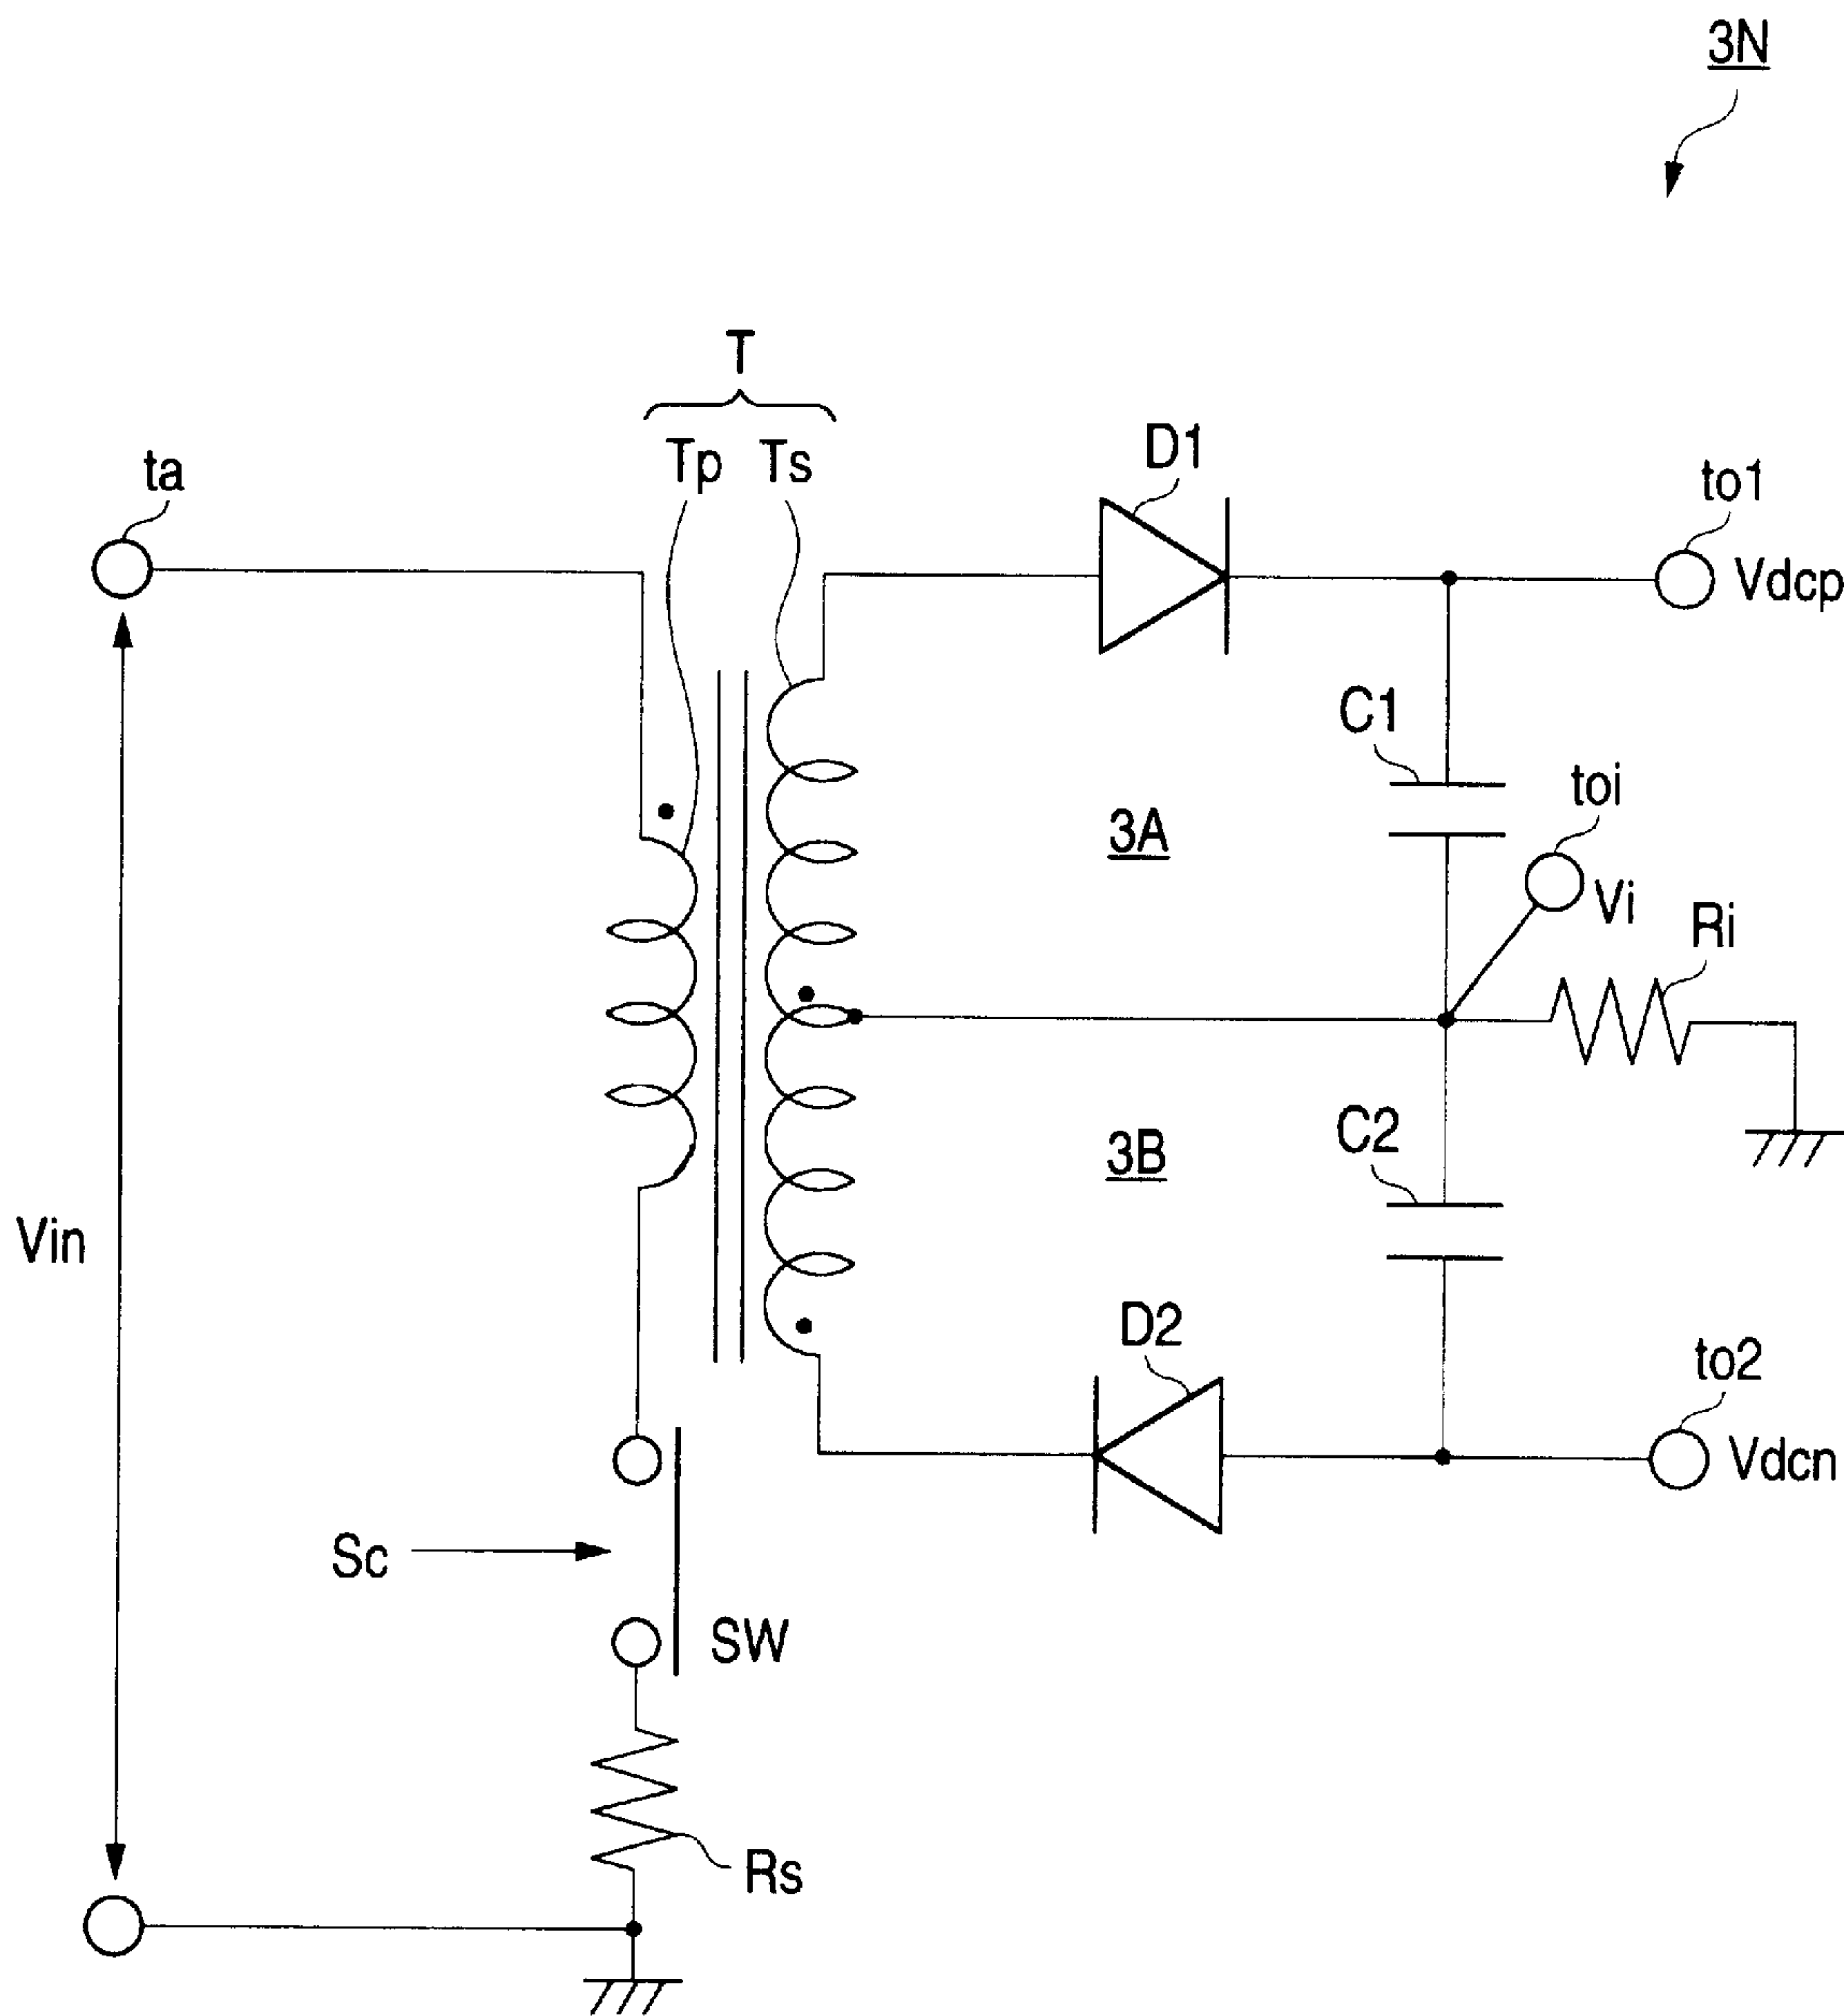 3N
T
Tp Ts
D1
ta
to1
Vdcp
C1
toi
3A
Vi
Ri
C2
3B
Vin
D2
to2
Vdcn
Sc
SW
Rs